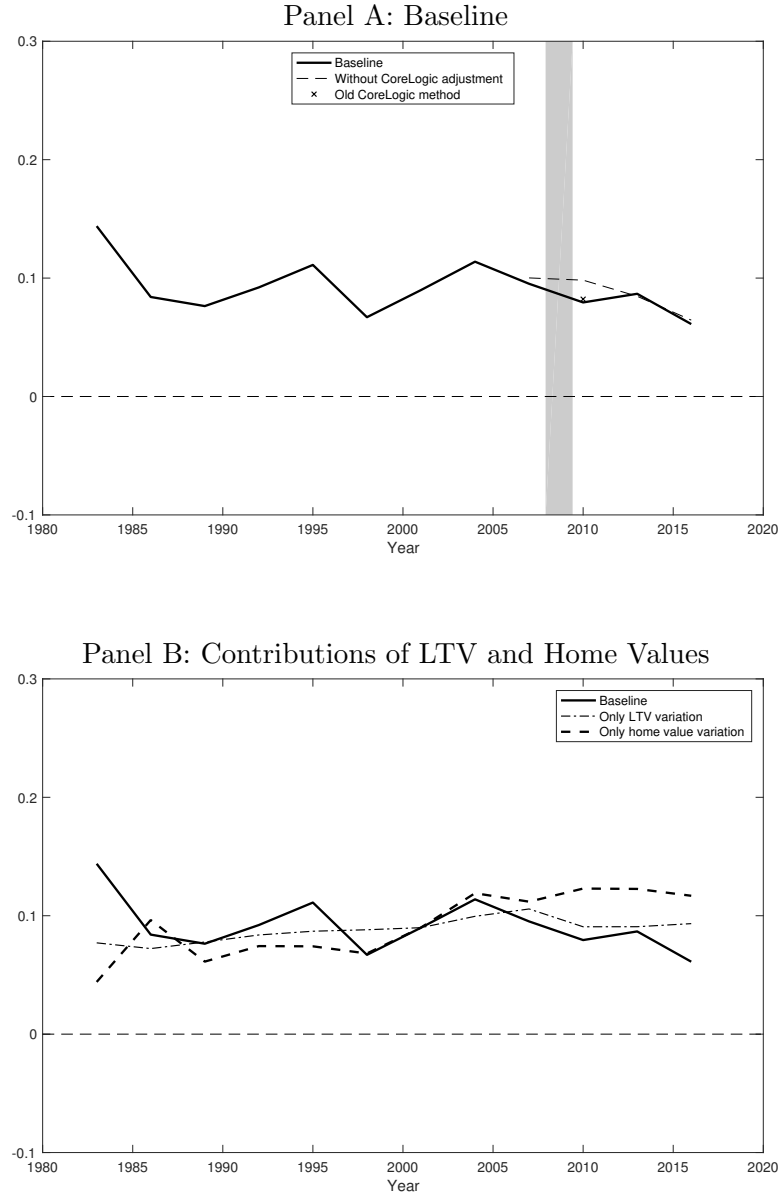 Panel A: Baseline
0.3
Baseline
Without CoreLogic adjustment
Old CoreLogic method
0.2
0.1
0
-0.1
1980 1985 1990 1995 2000 2005 2010 2015 2020
Year
Panel B: Contributions of LTV and Home Values
0.3
Baseline
Only LTV variation
Only home value variation
0.2
0.1
0
-0.1
1980 1985 1990 1995 2000 2005 2010 2015 2020
Year